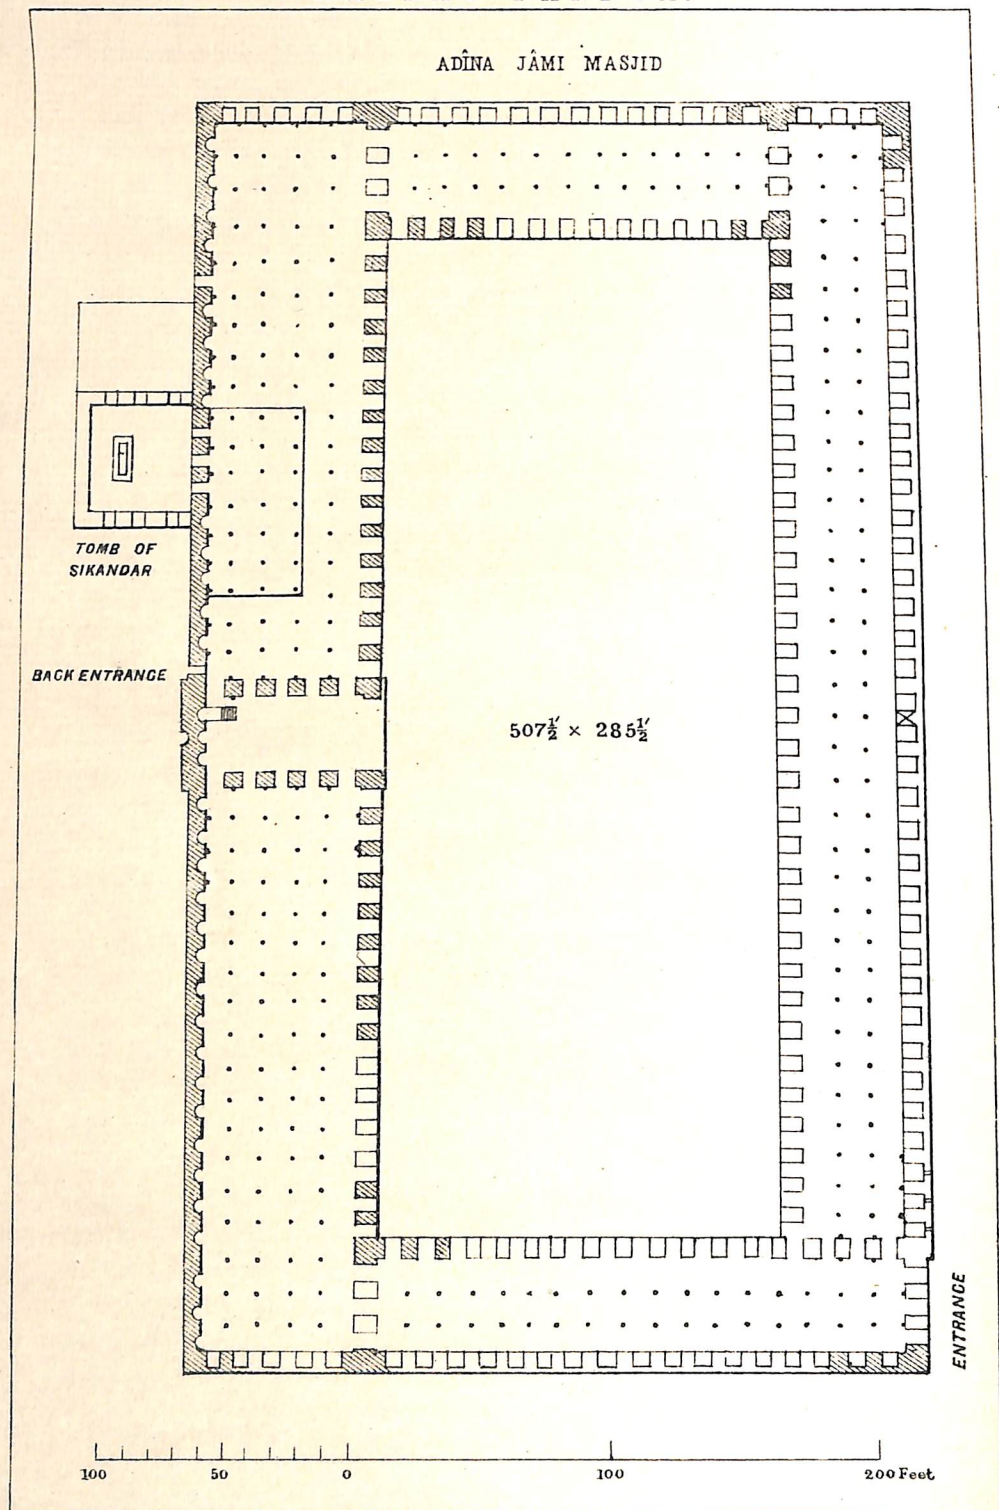 ADÎNA JÂMI MASJID
TOMB OF
SIKANDAR
BACK ENTRANCE
507½' × 285½'
ENTRANCE
100 50 0 100 200 Feet